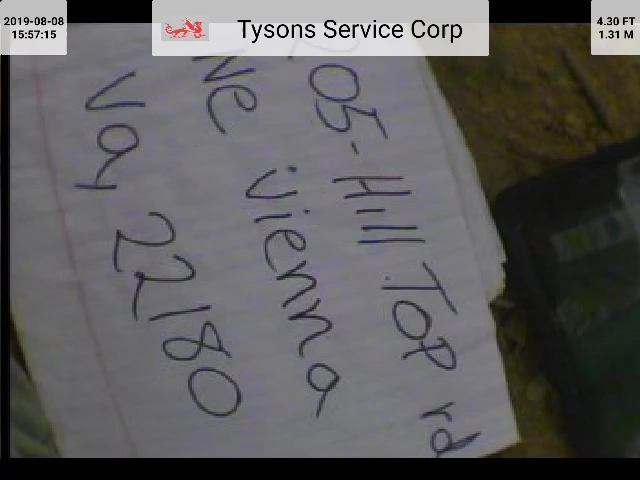 2019-08-08
15:57:15
Tysons Service Corp
4.30 FT
1.31 M
205-Hill Top rd
Ne Vienna
Va 22180